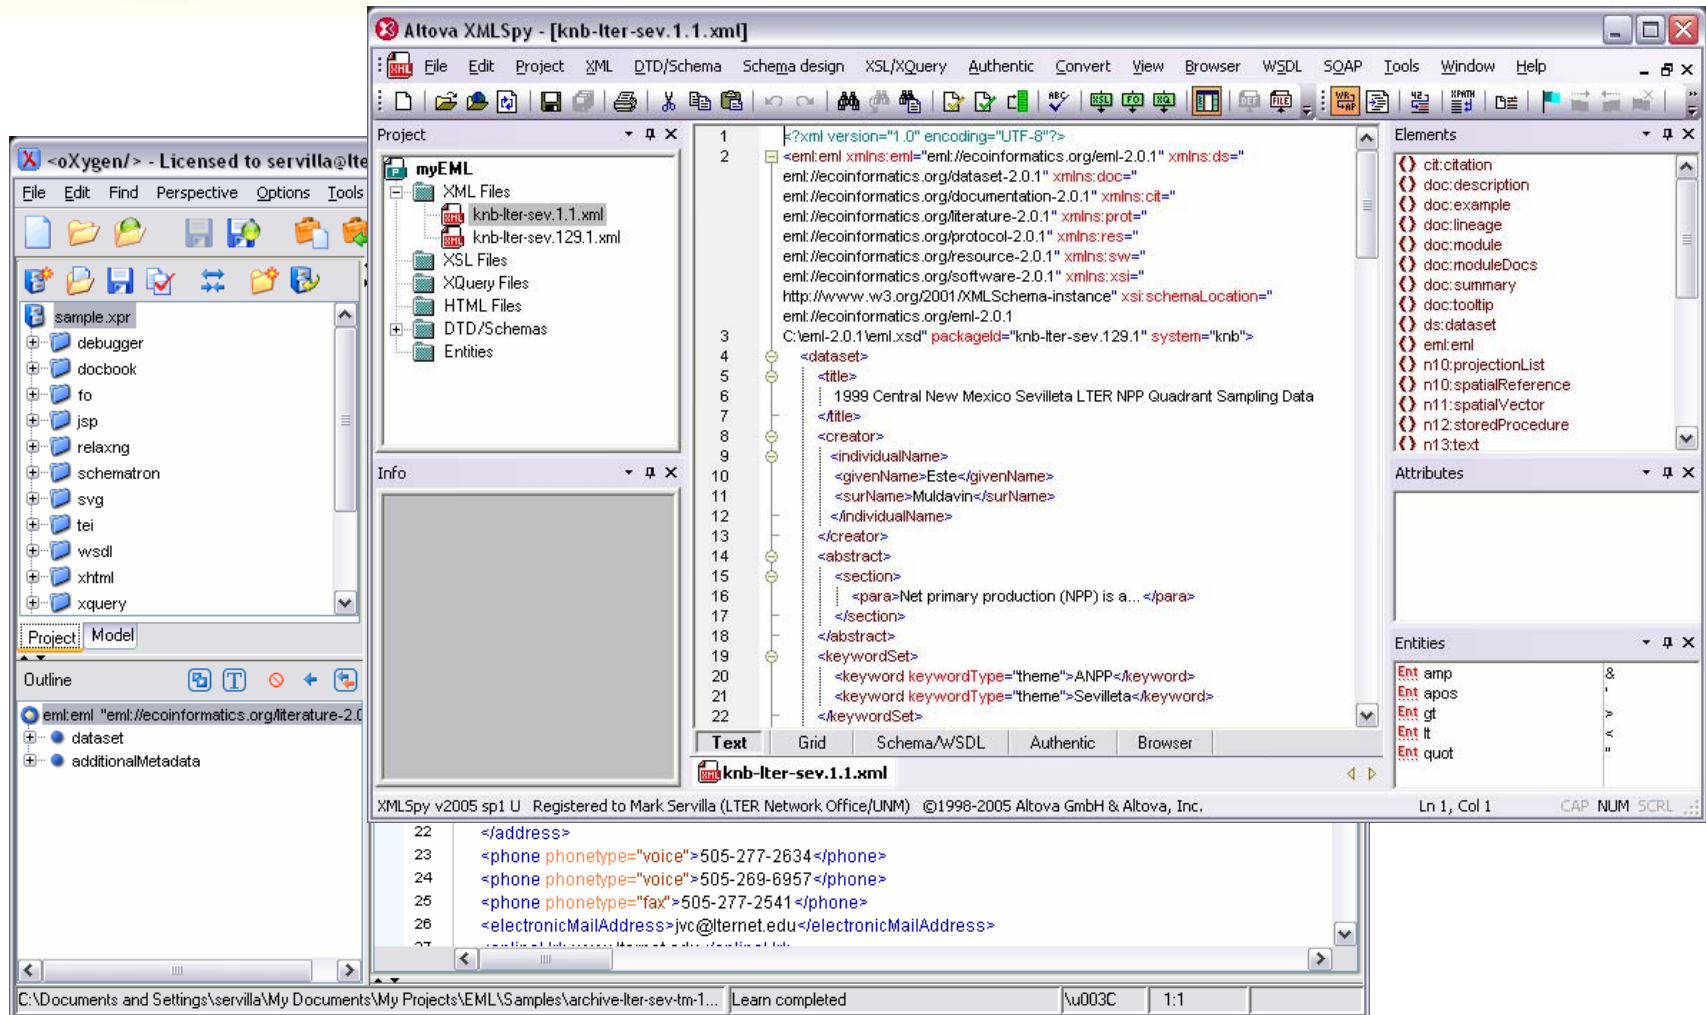 Altova XMLSpy - [knb-lter-sev.1.1.xml]
File Edit Project XML DTD/Schema Schema design XSL/XQuery Authentic Convert View Browser WSDL SOAP Tools Window Help
Project
myEML
XML Files
knb-lter-sev.1.1.xml
knb-lter-sev.129.1.xml
XSL Files
XQuery Files
HTML Files
DTD/Schemas
Entities
Info
1 <?xml version="1.0" encoding="UTF-8"?>
2 <eml:eml xmlns:eml="eml://ecoinformatics.org/eml-2.0.1" xmlns:ds="
eml://ecoinformatics.org/dataset-2.0.1" xmlns:doc="
eml://ecoinformatics.org/documentation-2.0.1" xmlns:cit="
eml://ecoinformatics.org/literature-2.0.1" xmlns:prot="
eml://ecoinformatics.org/protocol-2.0.1" xmlns:res="
eml://ecoinformatics.org/resource-2.0.1" xmlns:sw="
eml://ecoinformatics.org/software-2.0.1" xmlns:xsi="
http://www.w3.org/2001/XMLSchema-instance" xsi:schemaLocation="
eml://ecoinformatics.org/eml-2.0.1
3 C:\eml-2.0.1\eml.xsd" packageId="knb-lter-sev.129.1" system="knb">
4 <dataset>
5 <title>
6 1999 Central New Mexico Sevilleta LTER NPP Quadrant Sampling Data
7 </title>
8 <creator>
9 <individualName>
10 <givenName>Este</givenName>
11 <surName>Muldavin</surName>
12 </individualName>
13 </creator>
14 <abstract>
15 <section>
16 <para>Net primary production (NPP) is a... </para>
17 </section>
18 </abstract>
19 <keywordSet>
20 <keyword keywordType="theme">ANPP</keyword>
21 <keyword keywordType="theme">Sevilleta</keyword>
22 </keywordSet>
Text Grid Schema/WSDL Authentic Browser
knb-lter-sev.1.1.xml
Elements
cit:citation
doc:description
doc:example
doc:lineage
doc:module
doc:moduleDocs
doc:summary
doc:tooltip
ds:dataset
eml:eml
n10:projectionList
n10:spatialReference
n11:spatialVector
n12:storedProcedure
n13:text
Attributes
Entities
Ent amp &
Ent apos '
Ent gt >
Ent lt <
Ent quot "
XMLSpy v2005 sp1 U Registered to Mark Servilla (LTER Network Office/UNM) ©1998-2005 Altova GmbH & Altova, Inc. Ln 1, Col 1 CAP NUM SCRL
<oXygen/> - Licensed to servilla@lte
File Edit Find Perspective Options Tools
sample.xpr
debugger
docbook
fo
jsp
relaxng
schematron
svg
tei
wsdl
xhtml
xquery
Project Model
Outline
eml:eml "eml://ecoinformatics.org/literature-2.0
dataset
additionalMetadata
22 </address>
23 <phone phonetype="voice">505-277-2634</phone>
24 <phone phonetype="voice">505-269-6957</phone>
25 <phone phonetype="fax">505-277-2541</phone>
26 <electronicMailAddress>jvc@lternet.edu</electronicMailAddress>
C:\Documents and Settings\servilla\My Documents\My Projects\EML\Samples\archive-lter-sev-tm-1... Learn completed \u003C 1:1